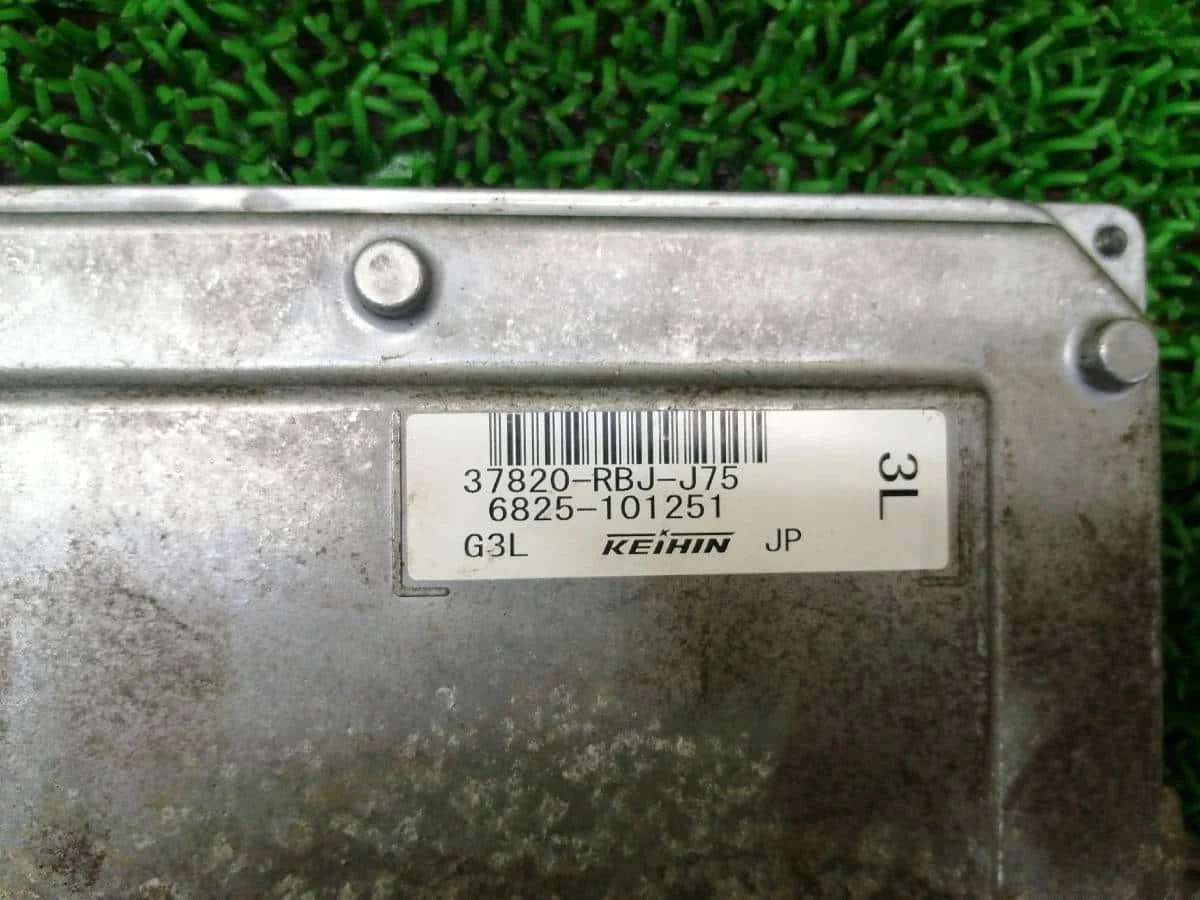 37820-RBJ-J75
6825-101251
G3L KEIHIN JP
3L